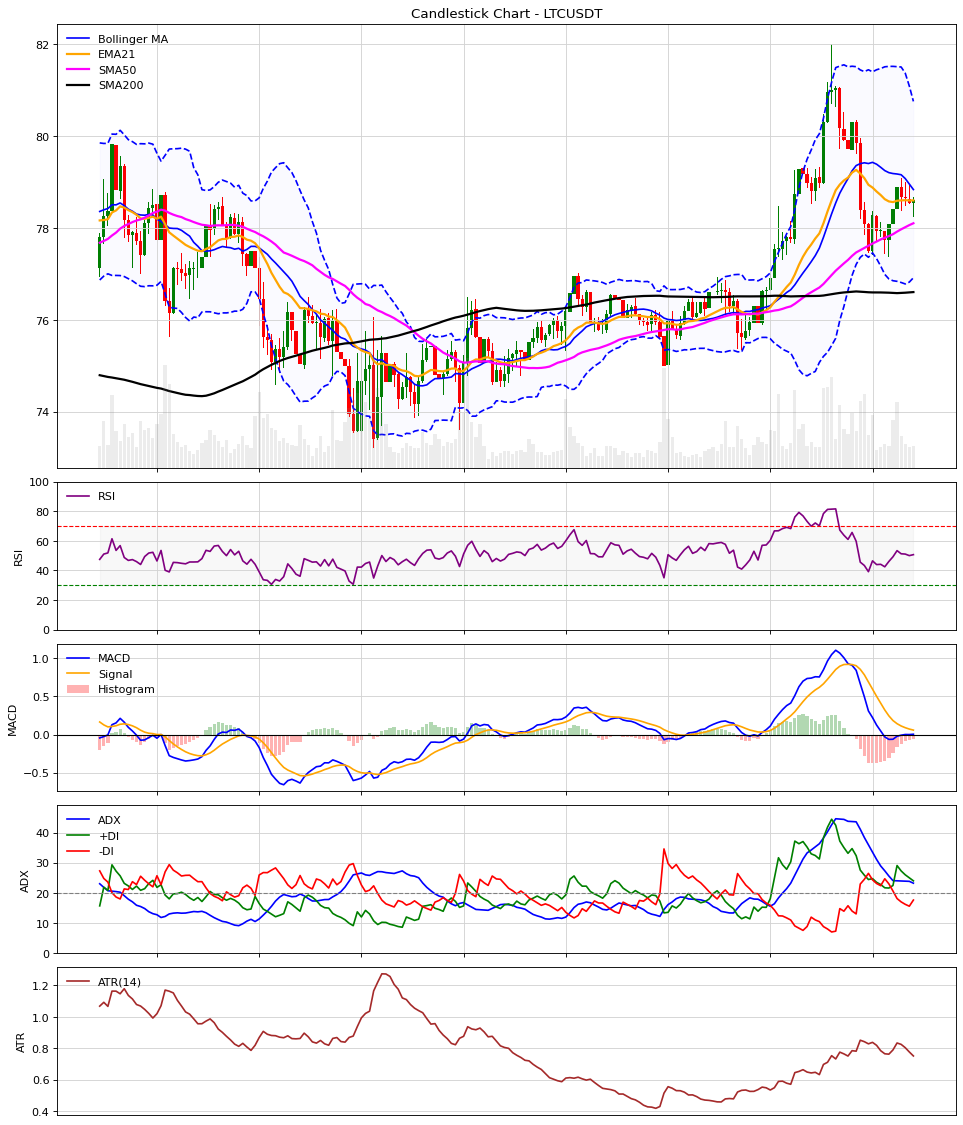 Candlestick Chart - LTCUSDT
Bollinger MA
EMA21
SMA50
SMA200
82
80
78
76
74
RSI
RSI
100
80
60
40
20
0
MACD
Signal
Histogram
MACD
1.0
0.5
0.0
−0.5
ADX
+DI
-DI
ADX
40
30
20
10
0
ATR(14)
ATR
1.2
1.0
0.8
0.6
0.4